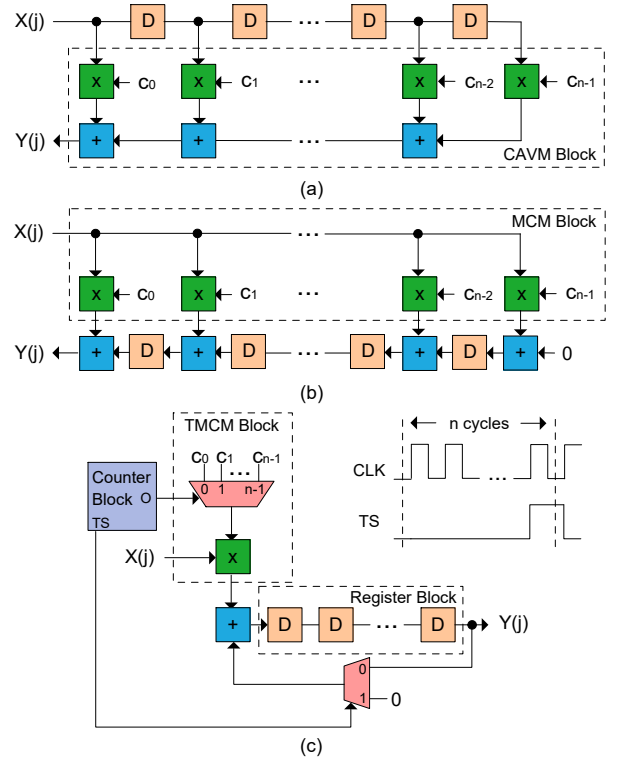 X(j) D D D D
x C0 x C1 ... x Cn-2 x Cn-1
Y(j) + + ... +
CAVM Block
(a)
MCM Block
X(j) ...
x C0 x C1 ... x Cn-2 x Cn-1
Y(j) + D + D ... D + D + 0
(b)
TMCM Block
C0 C1 ... Cn-1
0 1 n-1
Counter
Block O
TS
X(j) x
Register Block
+ D D ... D Y(j)
0
1 0
n cycles
CLK ...
TS
(c)